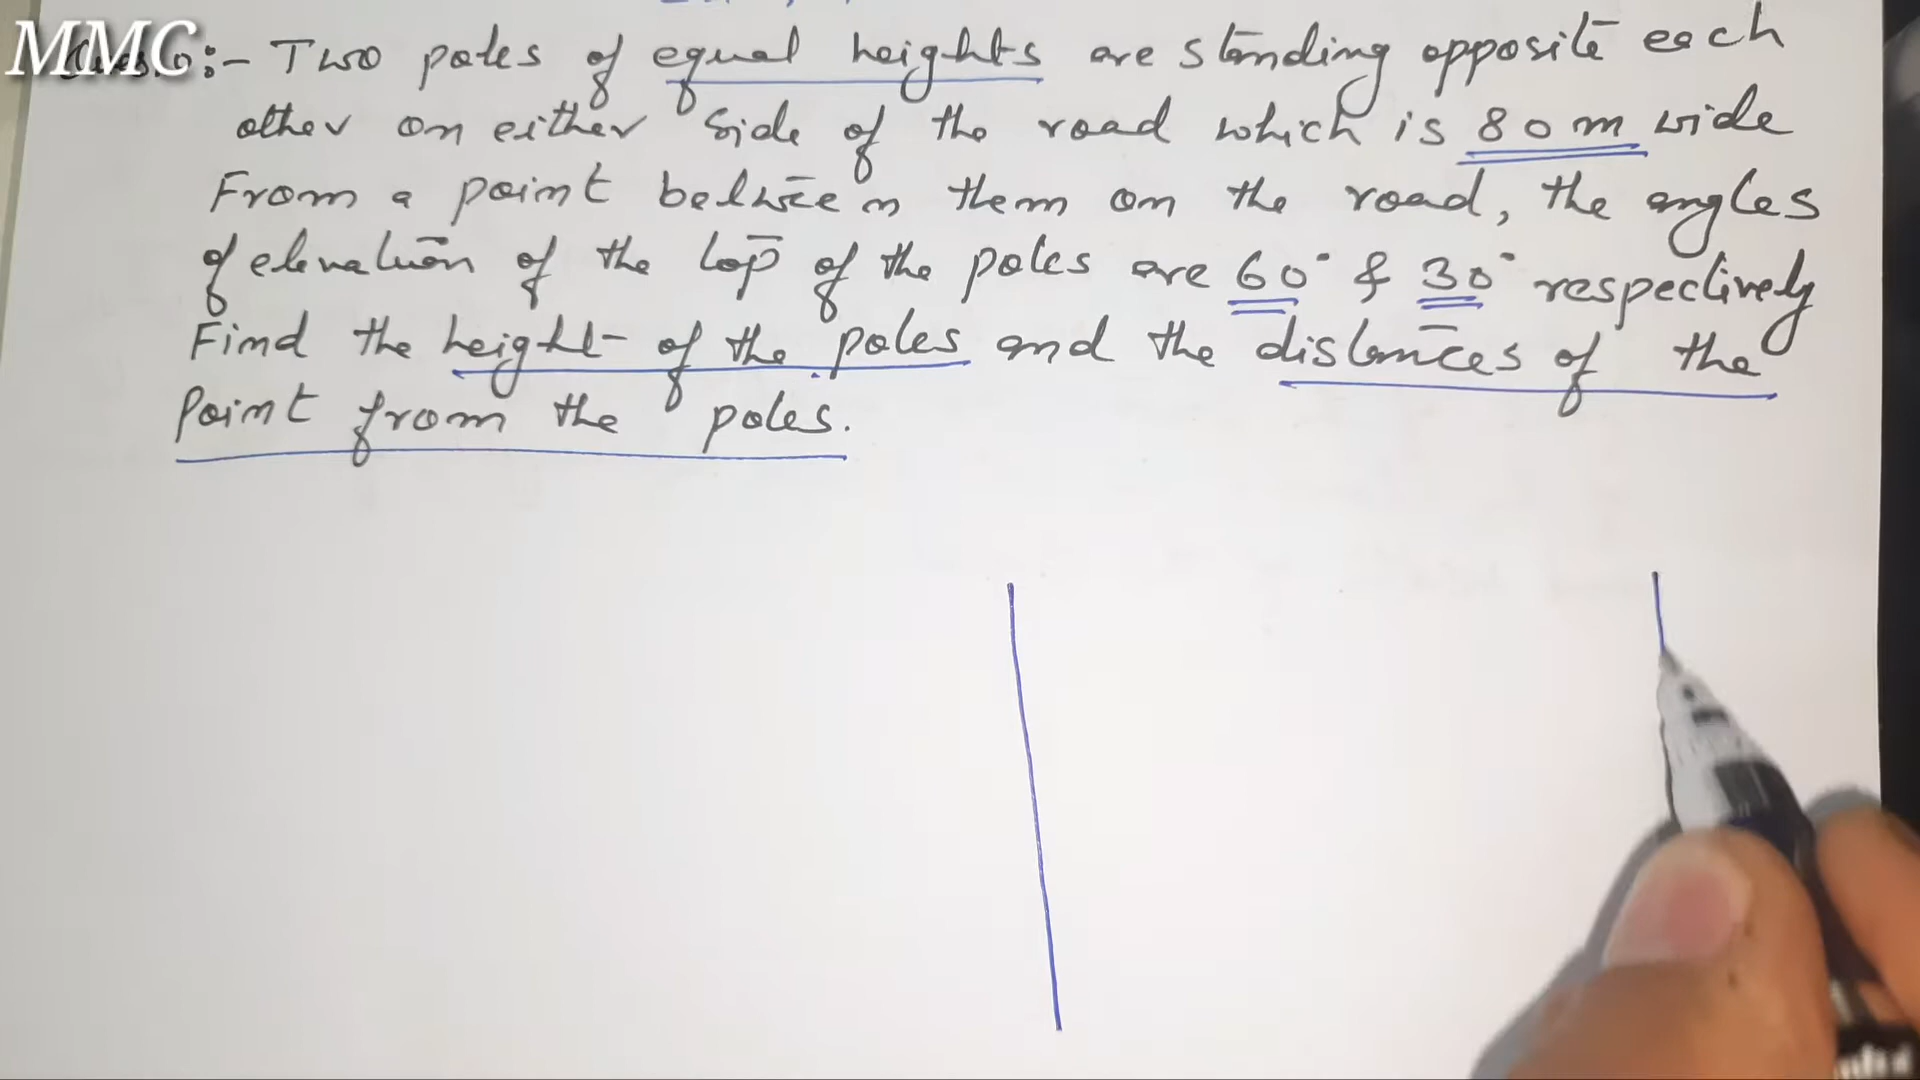 MMC :- Two poles of equal heights are standing opposite each
other on either side of the road which is 80 m wide
From a point between them on the road, the angles
of elevation of the top of the poles are 60° & 30° respectively
Find the height of the poles and the distances of the
Point from the poles.